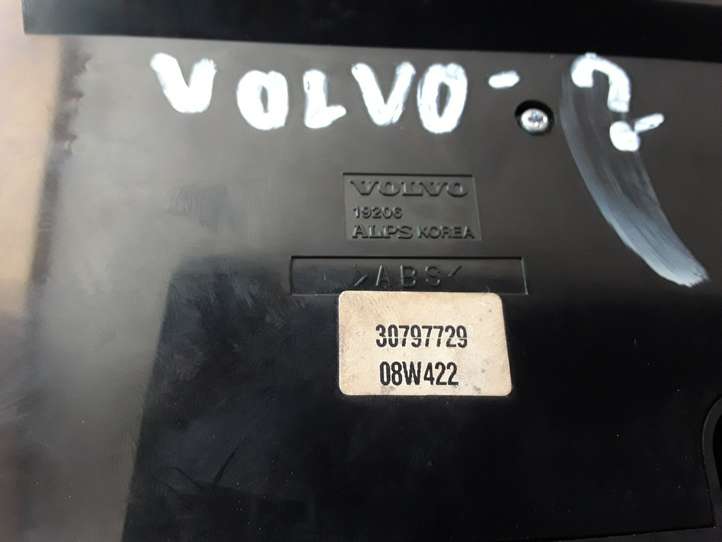 VOLVO-?
VOLVO
19206
ALPS KOREA
>ABS<
30797729
08W422